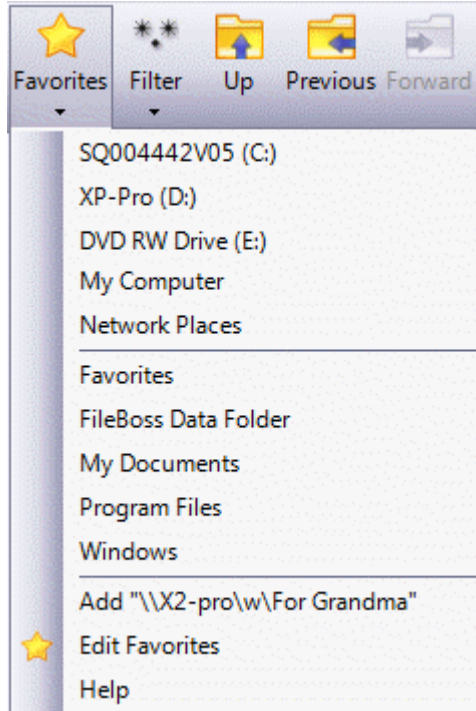 Favorites Filter Up Previous Forward
SQ004442V05 (C:)
XP-Pro (D:)
DVD RW Drive (E:)
My Computer
Network Places
Favorites
FileBoss Data Folder
My Documents
Program Files
Windows
Add "\\X2-pro\w\For Grandma"
Edit Favorites
Help